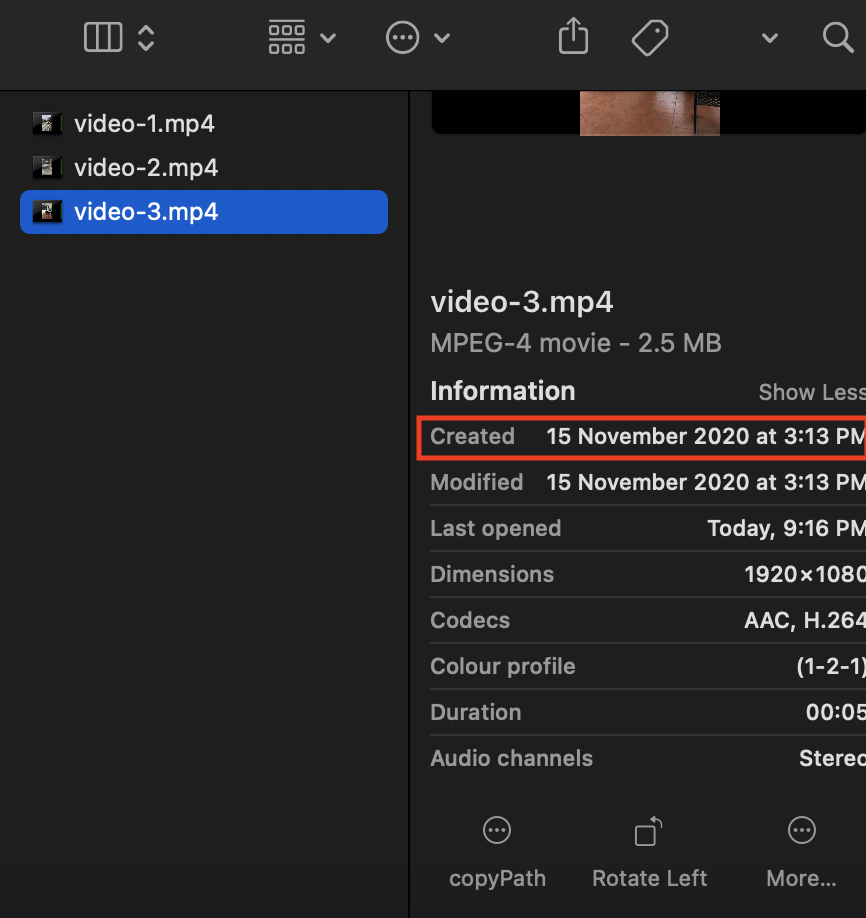 video-1.mp4
video-2.mp4
video-3.mp4
video-3.mp4
MPEG-4 movie - 2.5 MB
Information Show Less
Created 15 November 2020 at 3:13 PM
Modified 15 November 2020 at 3:13 PM
Last opened Today, 9:16 PM
Dimensions 1920×1080
Codecs AAC, H.264
Colour profile (1-2-1)
Duration 00:05
Audio channels Stereo
copyPath Rotate Left More...